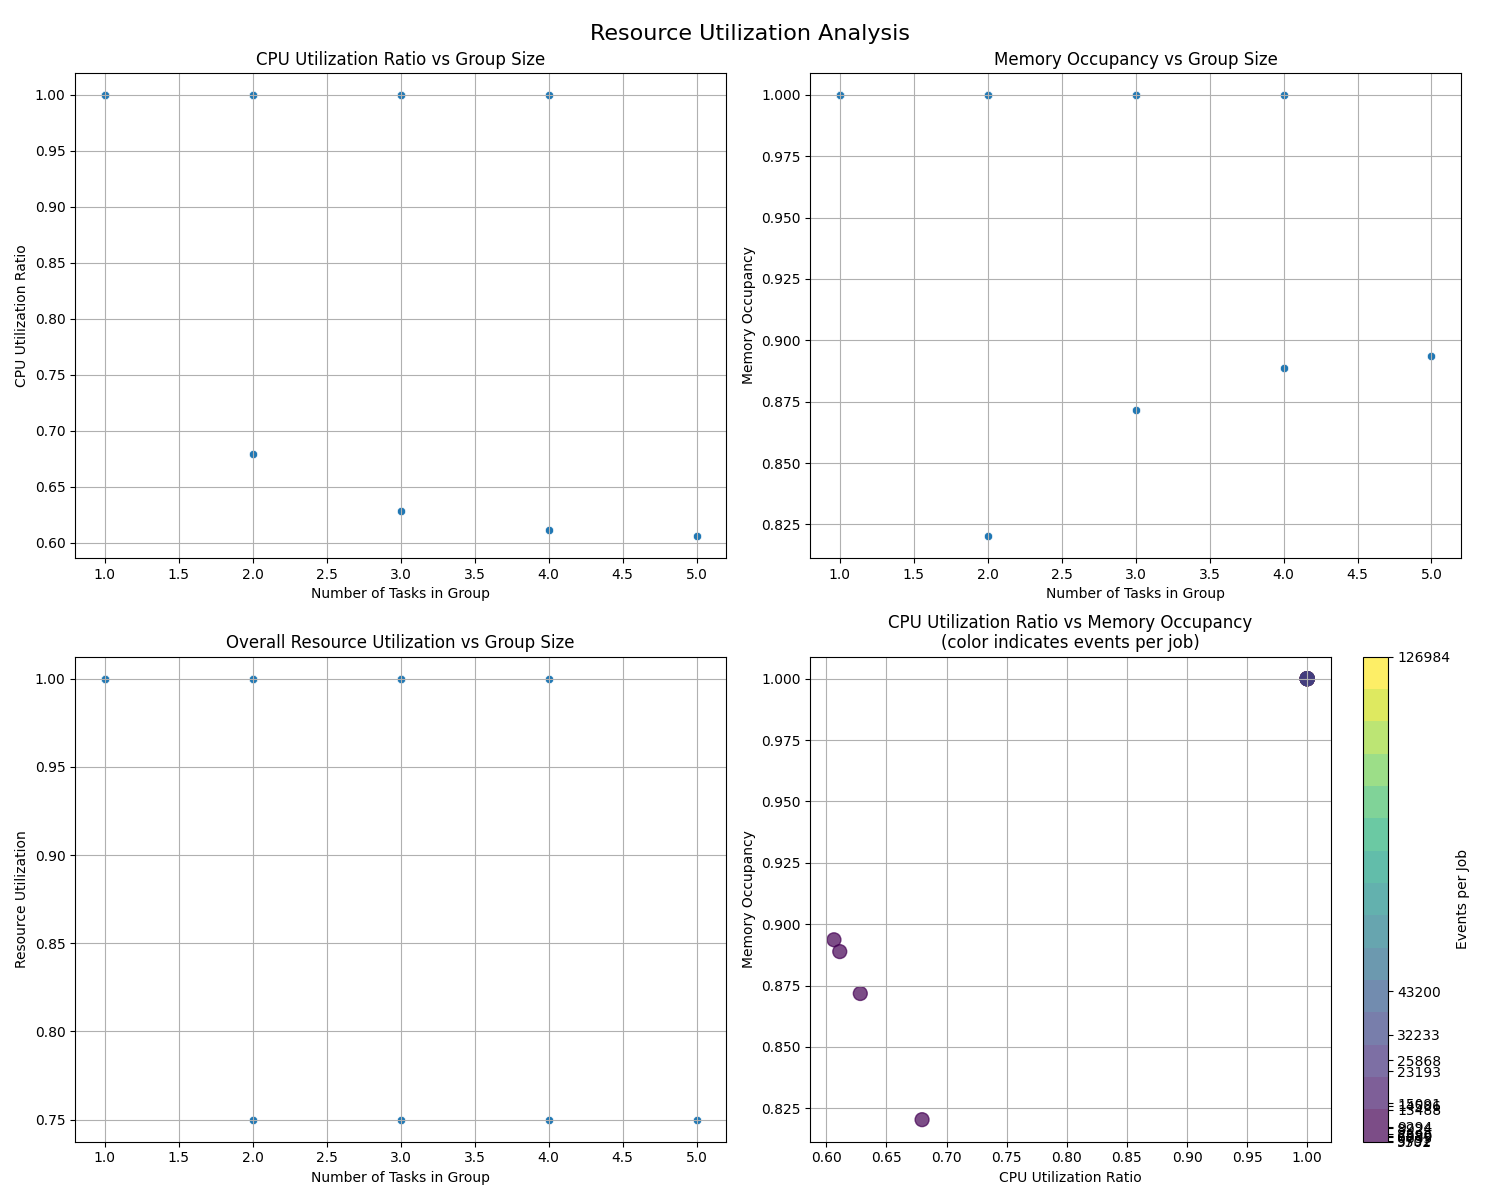 Resource Utilization Analysis
CPU Utilization Ratio vs Group Size
1.00
0.95
0.90
0.85
0.80
0.75
0.70
0.65
0.60
CPU Utilization Ratio
1.0 1.5 2.0 2.5 3.0 3.5 4.0 4.5 5.0
Number of Tasks in Group
Memory Occupancy vs Group Size
1.000
0.975
0.950
0.925
0.900
0.875
0.850
0.825
Memory Occupancy
1.0 1.5 2.0 2.5 3.0 3.5 4.0 4.5 5.0
Number of Tasks in Group
Overall Resource Utilization vs Group Size
1.00
0.95
0.90
0.85
0.80
0.75
Resource Utilization
1.0 1.5 2.0 2.5 3.0 3.5 4.0 4.5 5.0
Number of Tasks in Group
CPU Utilization Ratio vs Memory Occupancy
(color indicates events per job)
1.000
0.975
0.950
0.925
0.900
0.875
0.850
0.825
Memory Occupancy
0.60 0.65 0.70 0.75 0.80 0.85 0.90 0.95 1.00
CPU Utilization Ratio
126984
43200
32233
25868
23193
13488
Events per Job